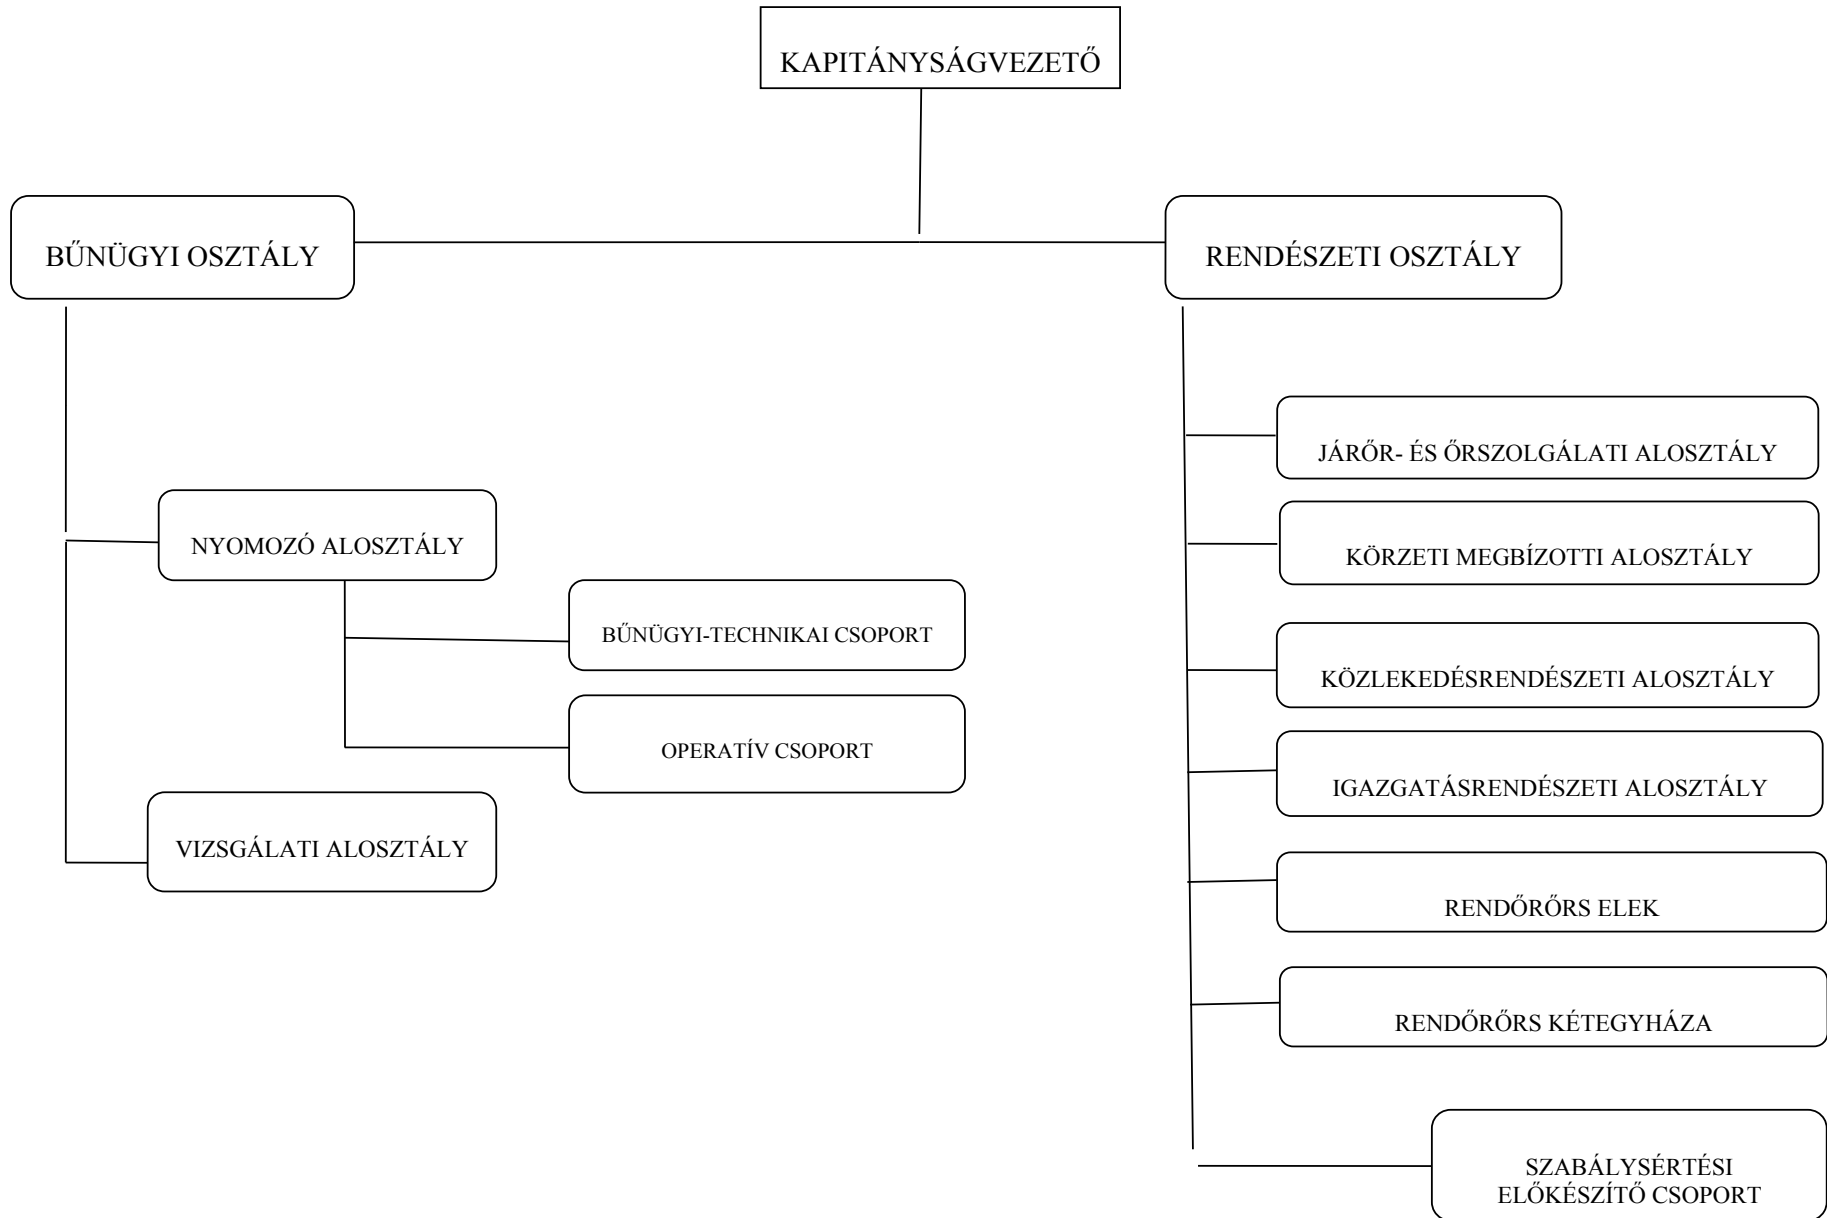 KAPITÁNYSÁGVEZETŐ
BŰNÜGYI OSZTÁLY
RENDÉSZETI OSZTÁLY
NYOMOZÓ ALOSZTÁLY
BŰNÜGYI-TECHNIKAI CSOPORT
OPERATÍV CSOPORT
VIZSGÁLATI ALOSZTÁLY
JÁRŐR- ÉS ŐRSZOLGÁLATI ALOSZTÁLY
KÖRZETI MEGBÍZOTTI ALOSZTÁLY
KÖZLEKEDÉSRENDÉSZETI ALOSZTÁLY
IGAZGATÁSRENDÉSZETI ALOSZTÁLY
RENDŐRŐRS ELEK
RENDŐRŐRS KÉTEGYHÁZA
SZABÁLYSÉRTÉSI
ELŐKÉSZÍTŐ CSOPORT